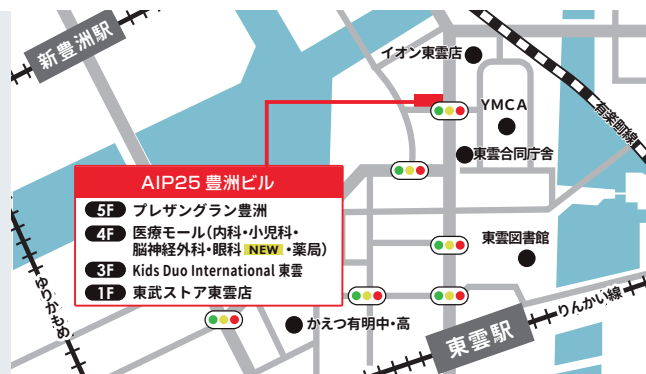 新豊洲駅
イオン東雲店
YMCA
有楽町線
東雲合同庁舎
AIP25 豊洲ビル
5F プレザングラン豊洲
4F 医療モール(内科・小児科・
脳神経外科・眼科 NEW ・薬局)
3F Kids Duo International 東雲
1F 東武ストア東雲店
東雲図書館
ゆりかもめ
りんかい線
かえつ有明中・高
東雲駅